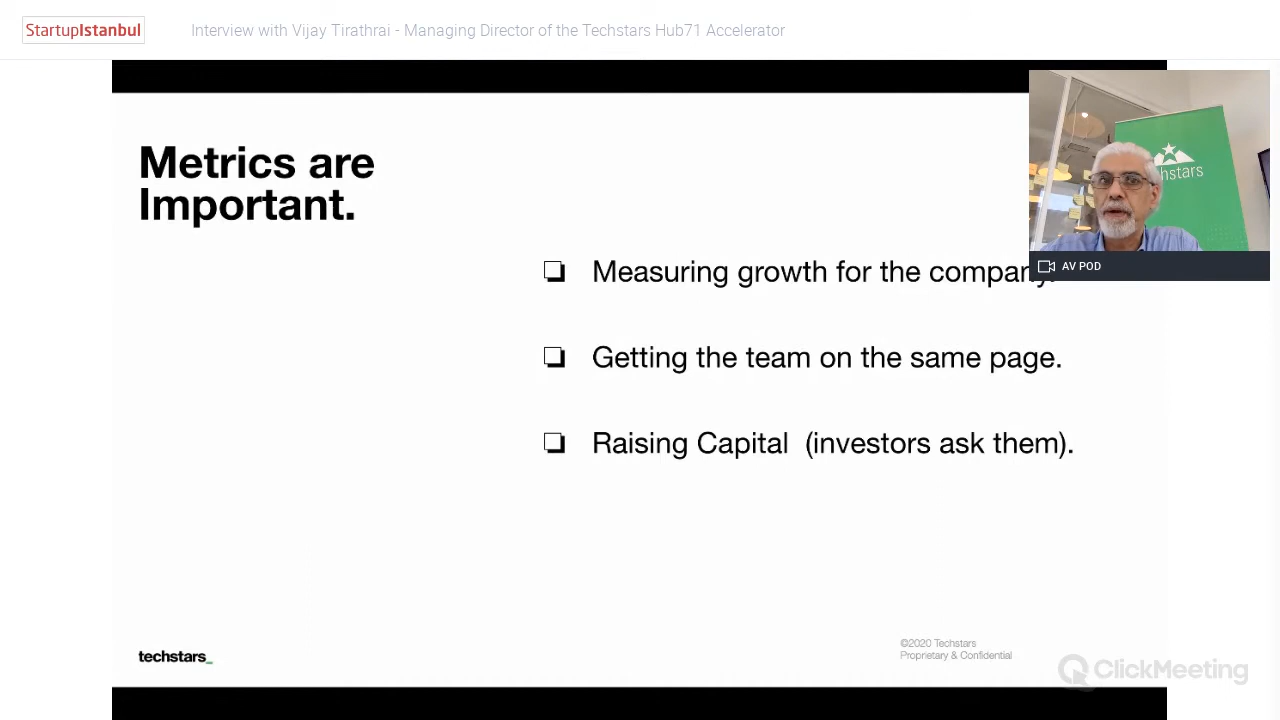 StartupIstanbul
Interview with Vijay Tirathrai - Managing Director of the Techstars Hub71 Accelerator
Metrics are
Important.
Measuring growth for the company.
Getting the team on the same page.
Raising Capital (investors ask them).
AV POD
techstars_
©2020 Techstars
Proprietary & Confidential
ClickMeeting